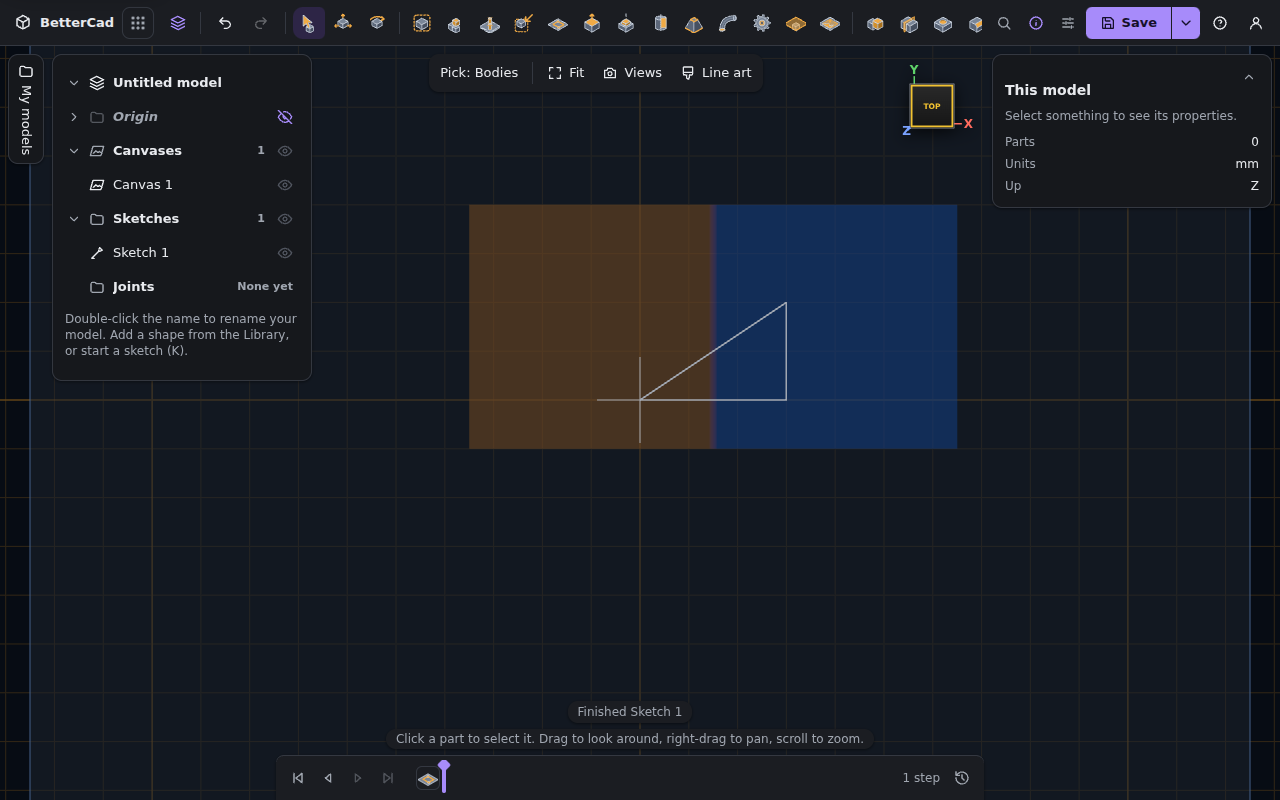 BetterCad
Save
My models
Untitled model
Origin
Canvases 1
Canvas 1
Sketches 1
Sketch 1
Joints None yet
Double-click the name to rename your
model. Add a shape from the Library,
or start a sketch (K).
Pick: Bodies Fit Views Line art
Y
TOP
Z
X
This model
Select something to see its properties.
Parts 0
Units mm
Up Z
Finished Sketch 1
Click a part to select it. Drag to look around, right-drag to pan, scroll to zoom.
1 step